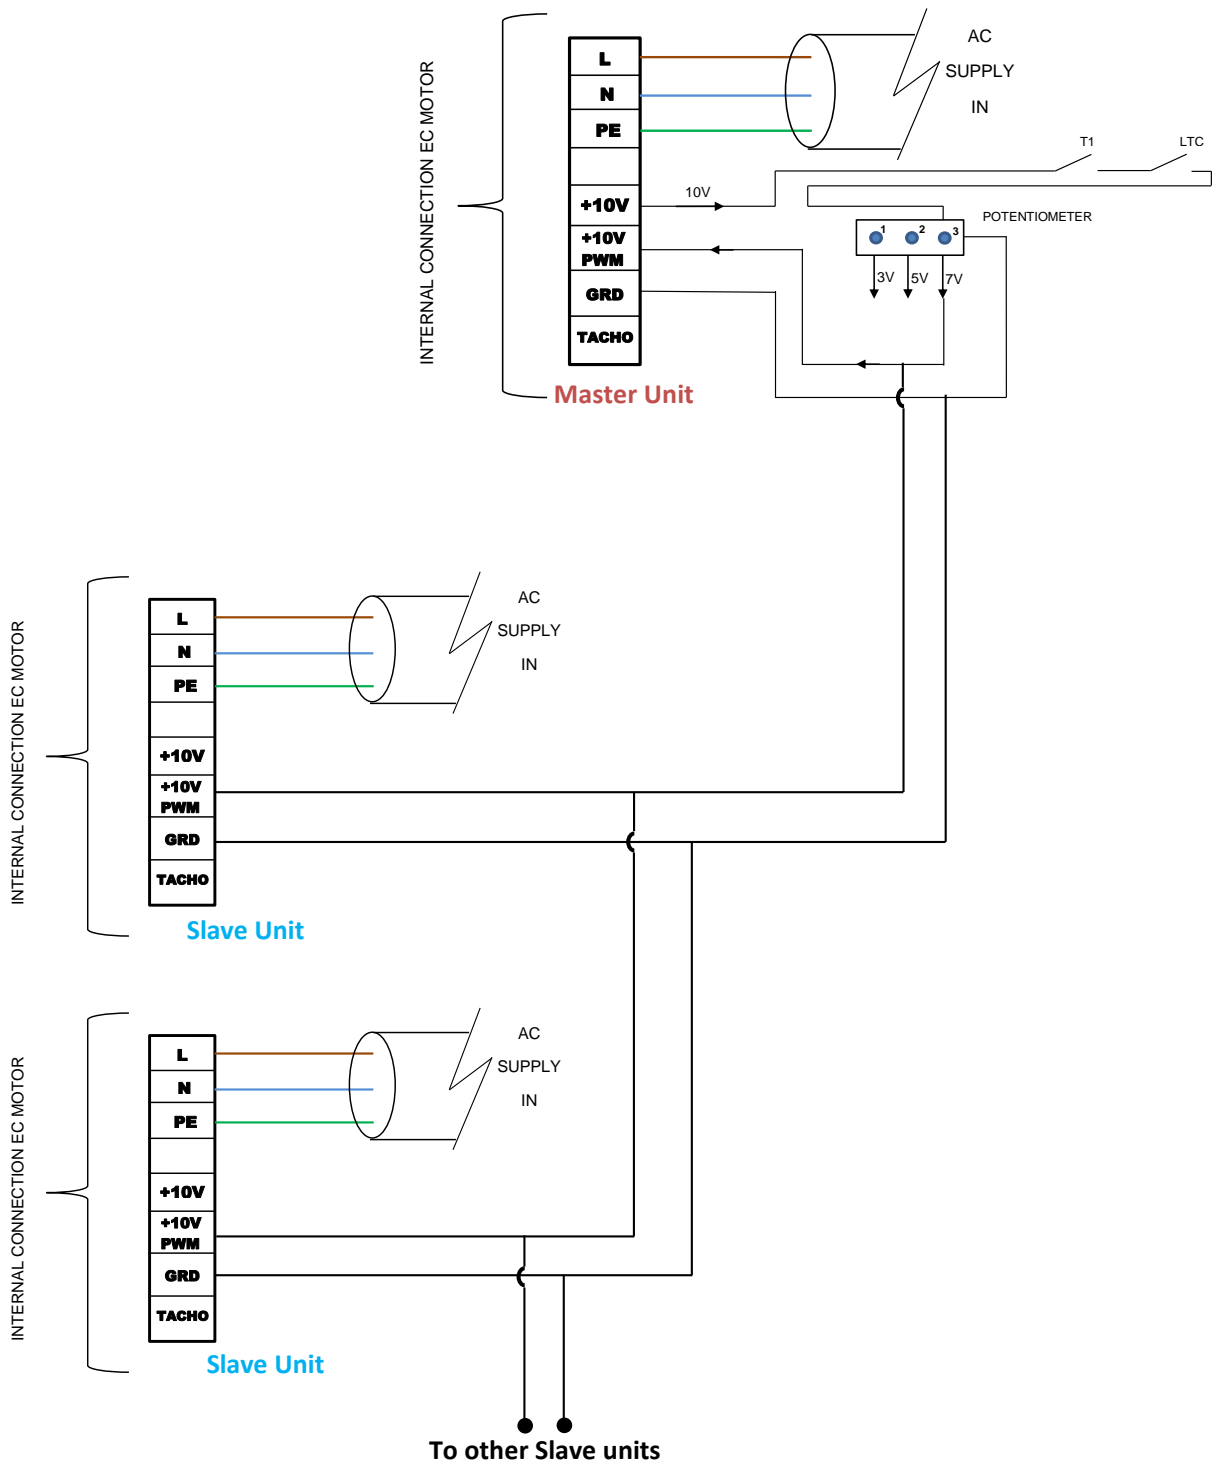 INTERNAL CONNECTION EC MOTOR
L
N
PE
+10V
+10V
PWM
GRD
TACHO
Master Unit
AC
SUPPLY
IN
10V
T1
LTC
POTENTIOMETER
1
2
3
3V
5V
7V
INTERNAL CONNECTION EC MOTOR
L
N
PE
+10V
+10V
PWM
GRD
TACHO
Slave Unit
AC
SUPPLY
IN
INTERNAL CONNECTION EC MOTOR
L
N
PE
+10V
+10V
PWM
GRD
TACHO
Slave Unit
AC
SUPPLY
IN
To other Slave units